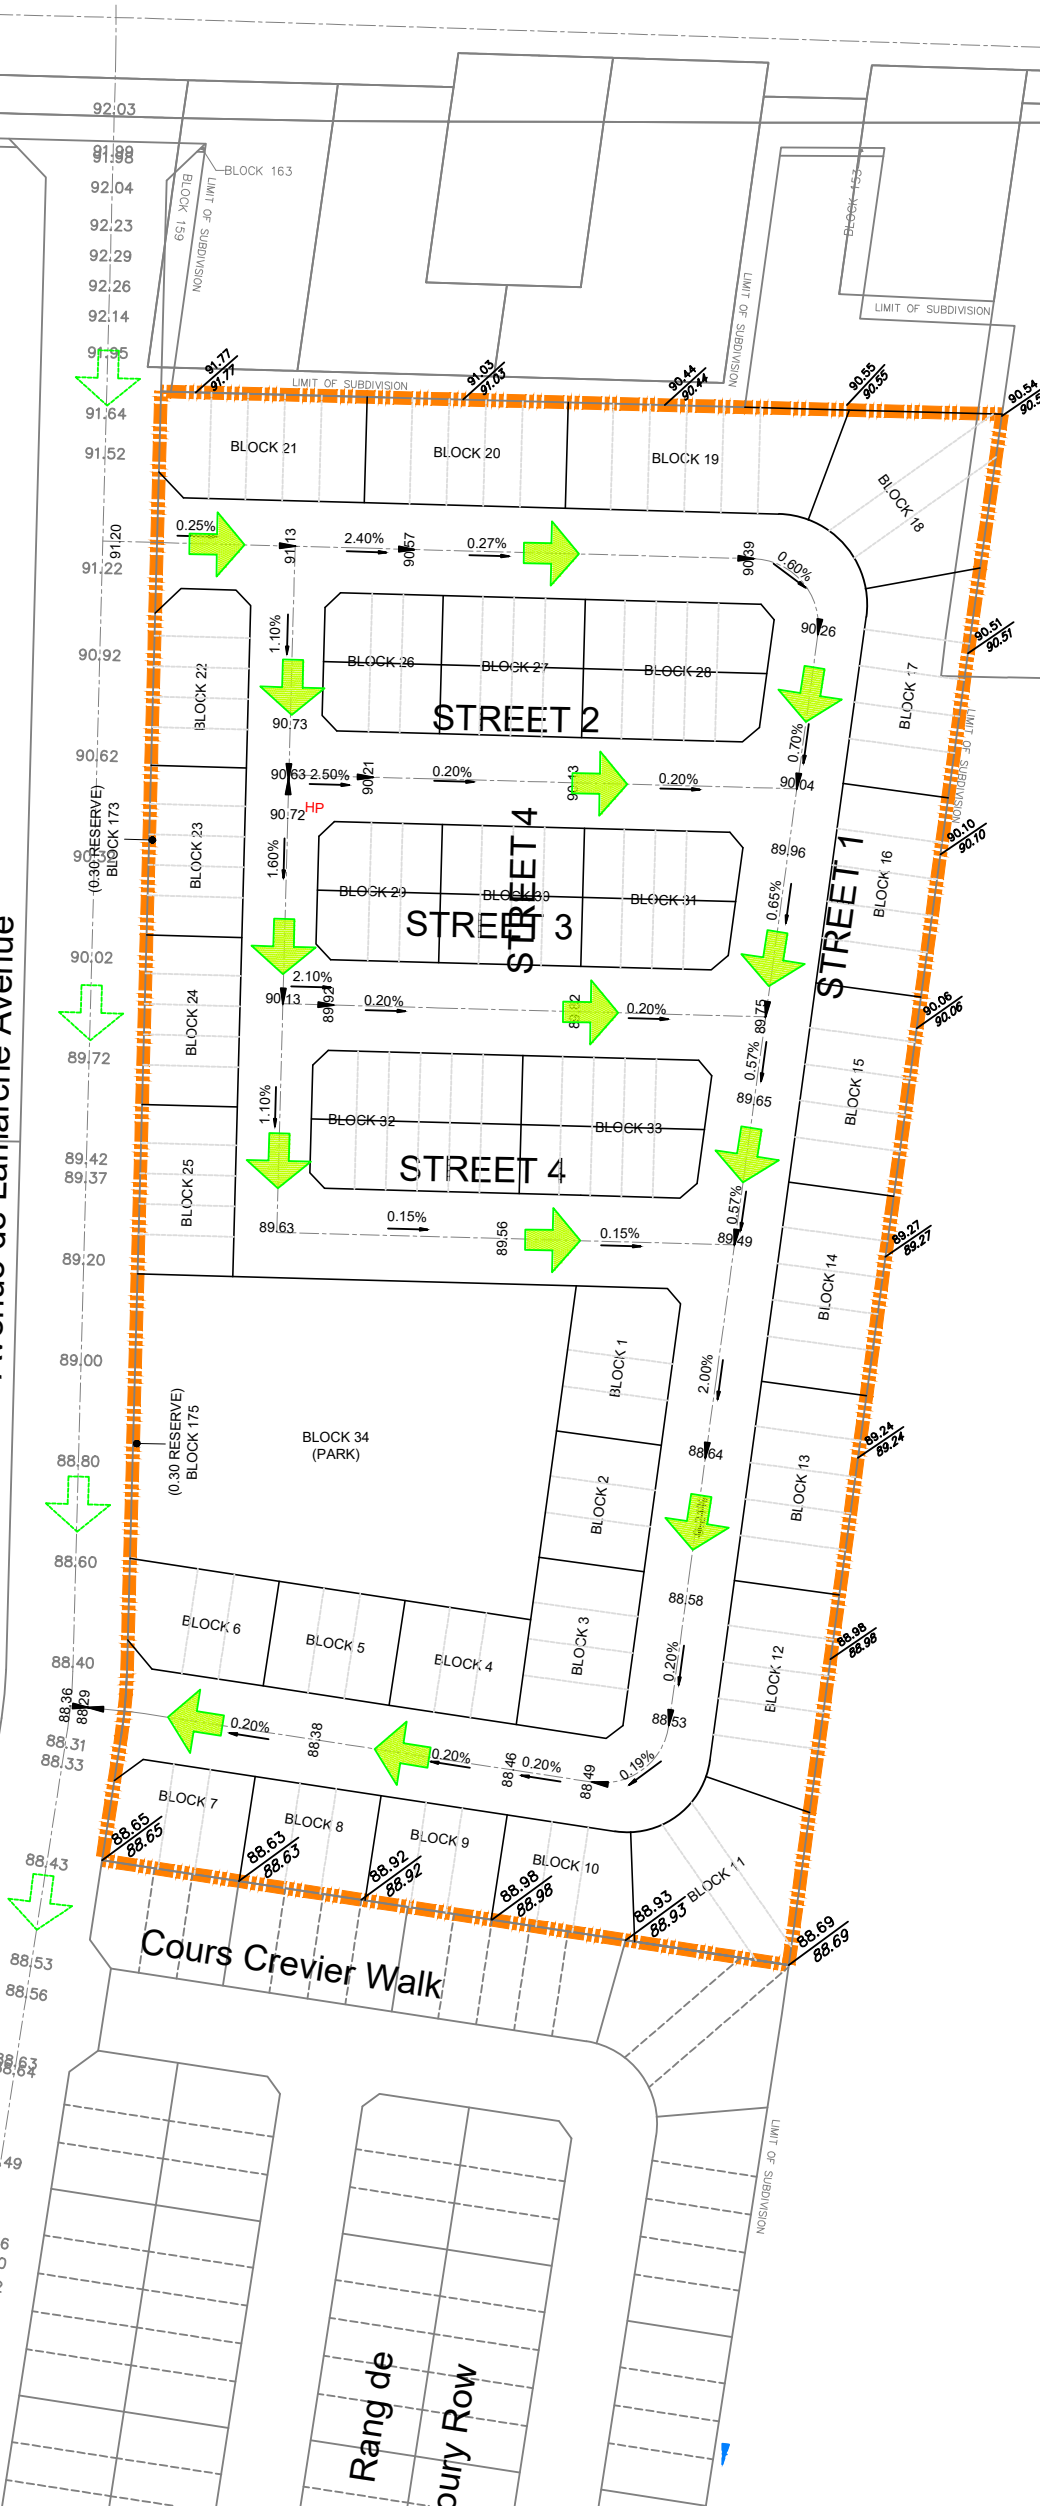 92.03
91.99
91.98
92.04
92.23
92.29
92.26
92.14
91.95
91.64
91.52
91.20
91.22
90.92
90.62
90.02
89.72
89.42
89.37
89.20
89.00
88.80
88.60
88.40
88.36
88.29
88.31
88.33
88.43
88.53
88.56
BLOCK 163
BLOCK 159
LIMIT OF SUBDIVISION
LIMIT OF SUBDIVISION
LIMIT OF SUBDIVISION
LIMIT OF SUBDIVISION
91.77
91.77
91.03
91.03
90.44
90.44
90.55
90.55
90.54
BLOCK 21
BLOCK 20
BLOCK 19
BLOCK 18
0.25%
91.13
2.40%
90.57
0.27%
90.39
0.60%
90.26
90.51
90.51
LIMIT OF SUBDIVISION
1.10%
BLOCK 22
BLOCK 26
BLOCK 27
BLOCK 28
BLOCK 17
STREET 2
90.73
0.70%
90.63
2.50%
90.21
0.20%
0.20%
90.04
90.72
HP
(0.30 RESERVE)
BLOCK 173
BLOCK 23
1.60%
89.96
90.10
90.10
BLOCK 16
BLOCK 29
BLOCK 30
BLOCK 31
0.65%
STREET 3
STREET 4
STREET 1
2.10%
90.13
89.92
0.20%
0.20%
89.75
BLOCK 24
90.06
90.06
0.57%
BLOCK 15
1.10%
89.65
BLOCK 32
BLOCK 33
STREET 4
BLOCK 25
0.57%
89.63
0.15%
89.56
0.15%
89.49
89.27
89.27
BLOCK 14
BLOCK 1
2.00%
(0.30 RESERVE)
BLOCK 175
BLOCK 34
(PARK)
88.64
89.24
89.24
BLOCK 2
BLOCK 13
88.58
BLOCK 6
BLOCK 5
BLOCK 4
BLOCK 3
0.20%
BLOCK 12
88.98
88.98
88.53
0.20%
88.38
0.20%
88.46
0.20%
88.49
0.19%
BLOCK 7
BLOCK 8
BLOCK 9
BLOCK 10
BLOCK 11
88.65
88.65
88.63
88.63
88.92
88.92
88.98
88.98
88.93
88.93
88.69
88.69
Cours Crevier Walk
LIMIT OF SUBDIVISION
Rang de
Row